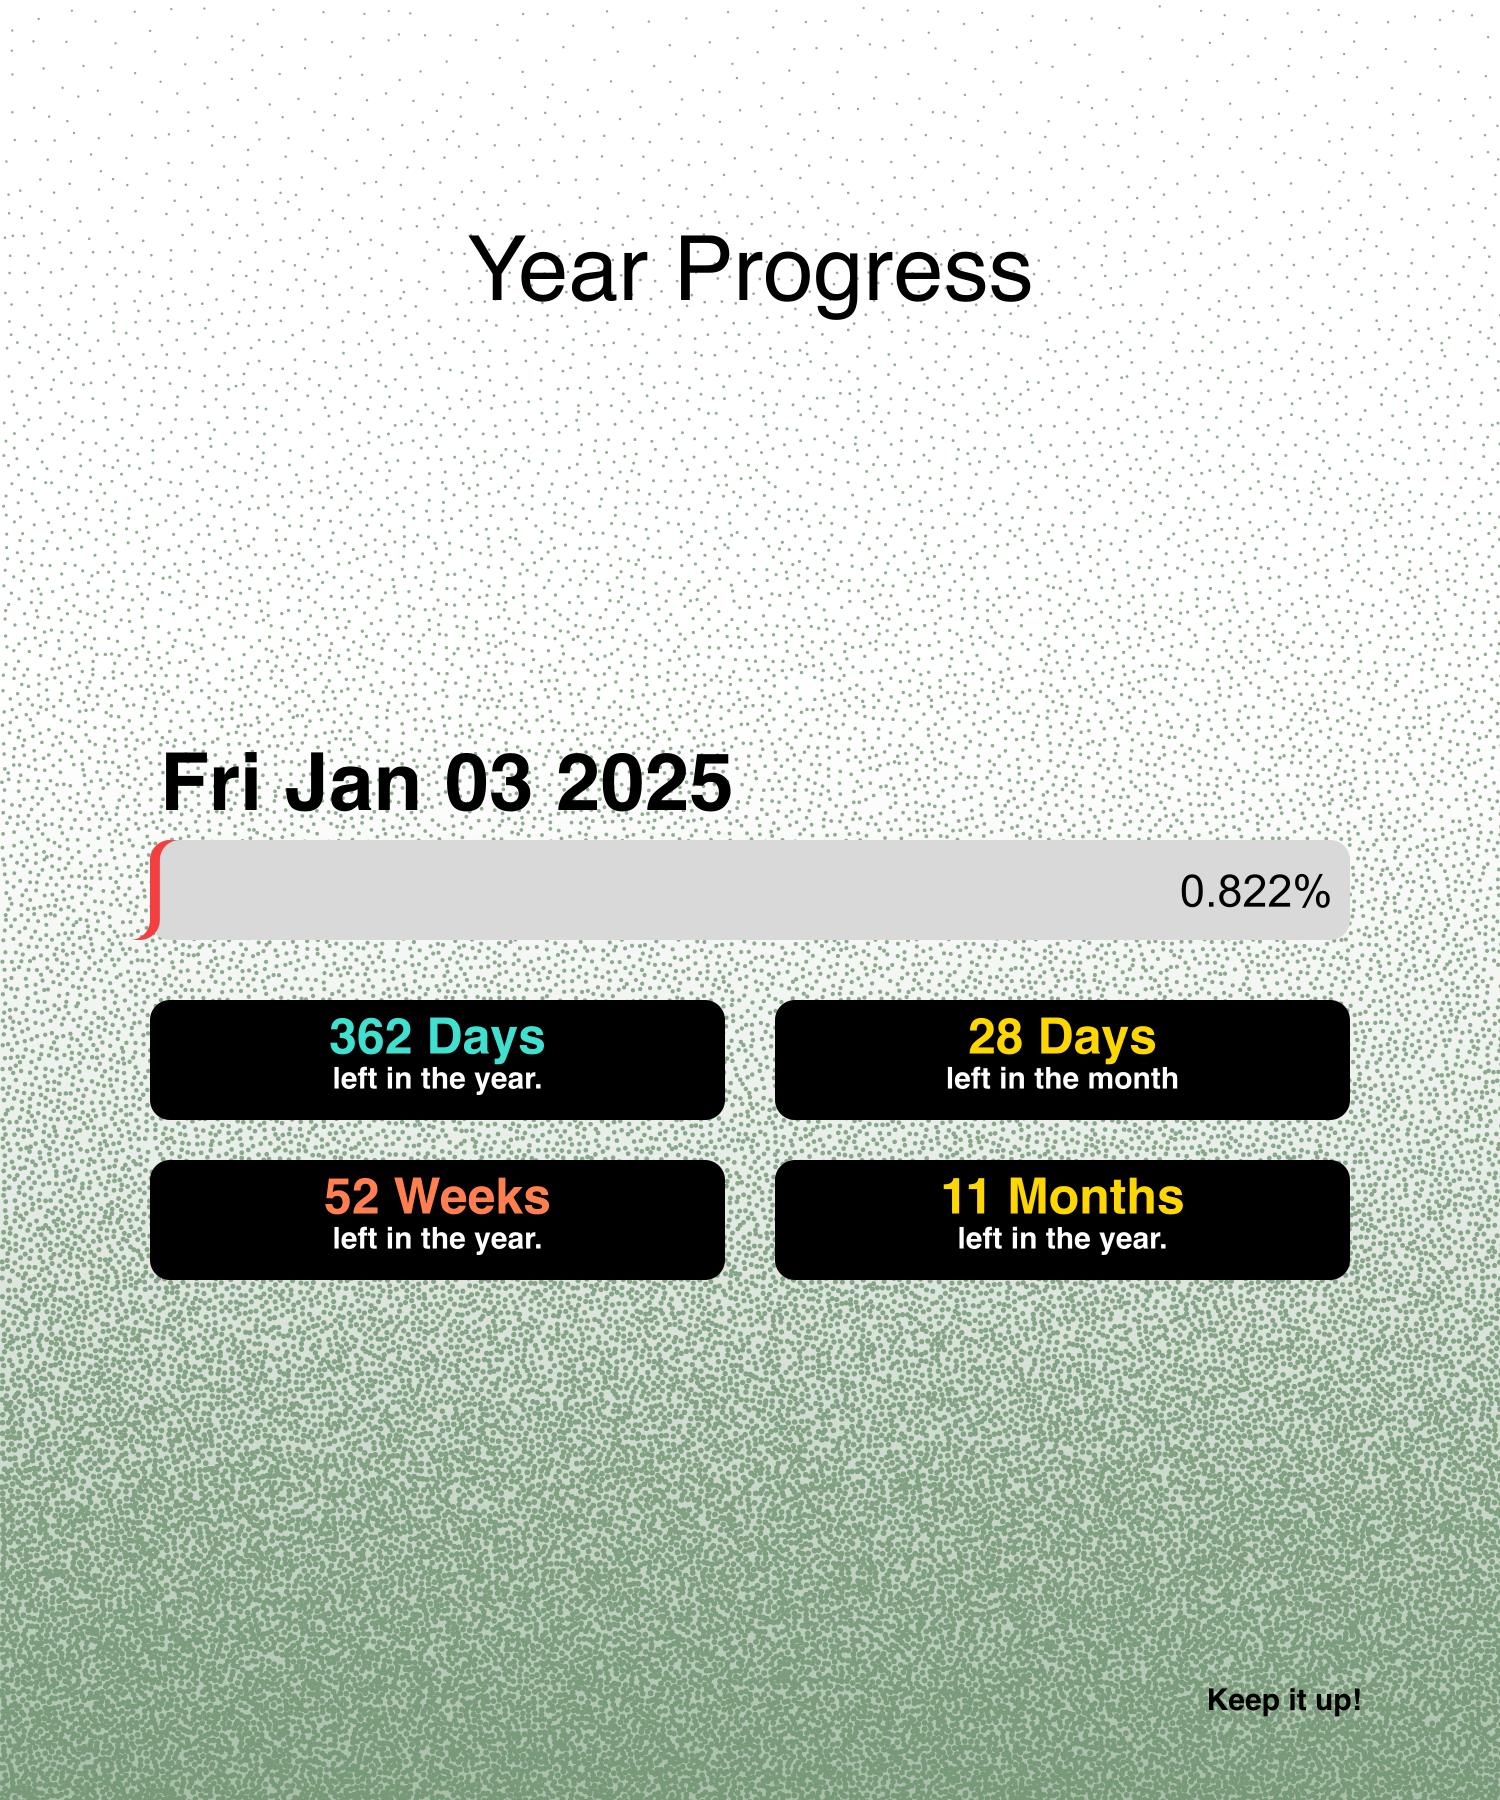 Year Progress
Fri Jan 03 2025
0.822%
362 Days
left in the year.
28 Days
left in the month
52 Weeks
left in the year.
11 Months
left in the year.
Keep it up!